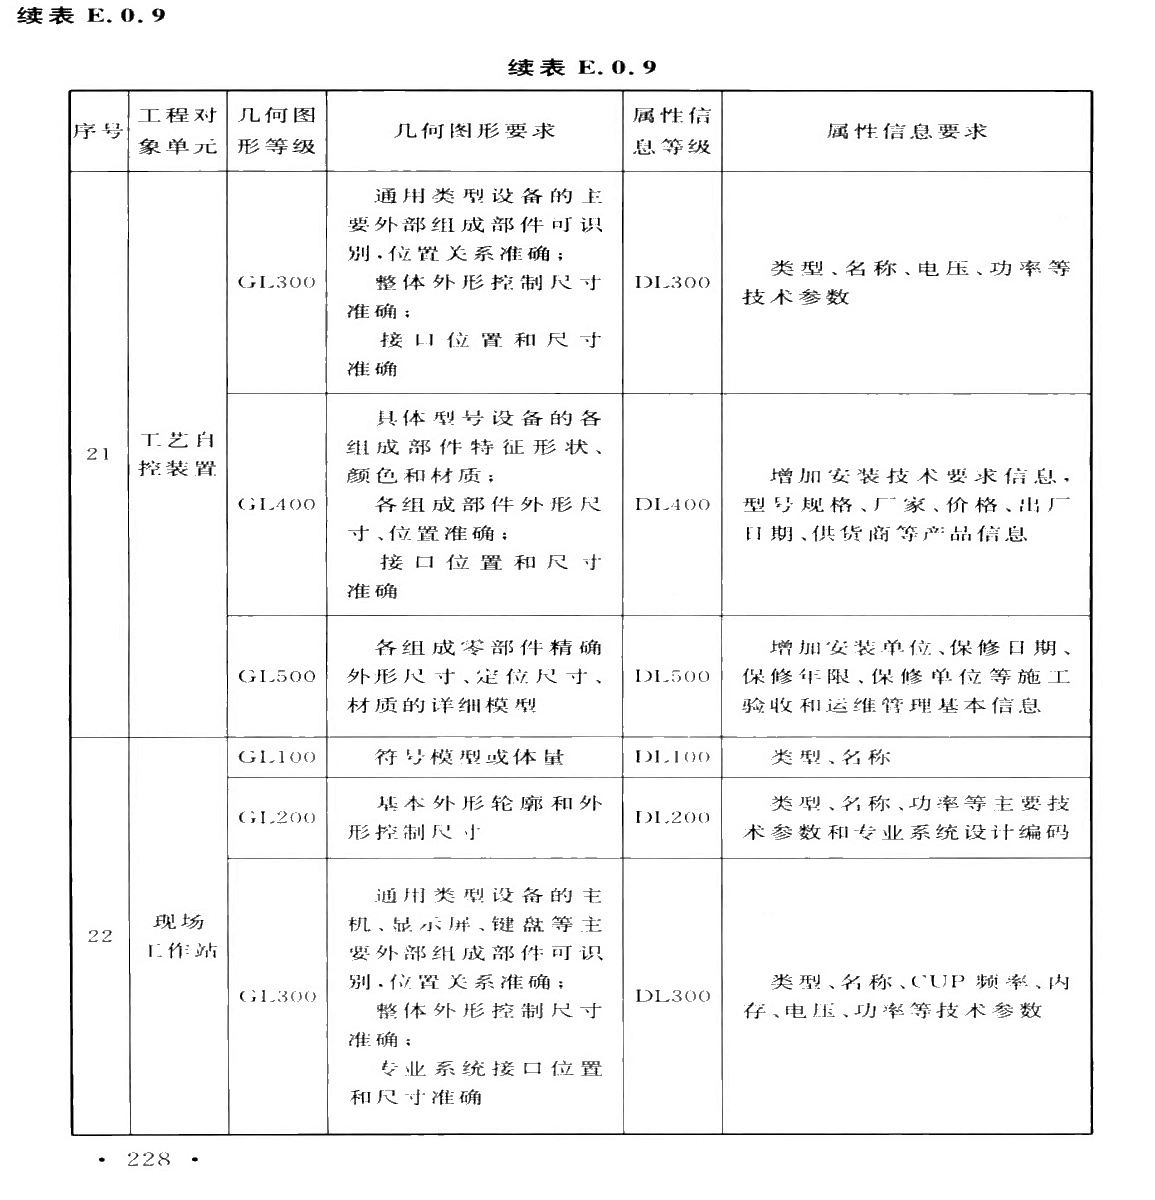 续表 E.0.9
续表 E.0.9
序号
工程对
象单元
几何图
形等级
几何图形要求
属性信
息等级
属性信息要求
21
工艺自
控装置
GL300
通用类型设备的主
要外部组成部件可识
别,位置关系准确;
整体外形控制尺寸
准确;
接口位置和尺寸
准确
DL300
类型、名称、电压、功率等
技术参数
GL400
具体型号设备的各
组成部件特征形状、
颜色和材质;
各组成部件外形尺
寸、位置准确;
接口位置和尺寸
准确
DL400
增加安装技术要求信息,
型号规格、厂家、价格、出厂
日期、供货商等产品信息
GL500
各组成零部件精确
外形尺寸、定位尺寸、
材质的详细模型
DL500
增加安装单位、保修日期、
保修年限、保修单位等施工
验收和运维管理基本信息
22
现场
工作站
GL100
符号模型或体量
DL100
类型、名称
GL200
基本外形轮廓和外
形控制尺寸
DL200
类型、名称、功率等主要技
术参数和专业系统设计编码
GL300
通用类型设备的主
机、显示屏、键盘等主
要外部组成部件可识
别,位置关系准确;
整体外形控制尺寸
准确;
专业系统接口位置
和尺寸准确
DL300
类型、名称、CUP 频率、内
存、电压、功率等技术参数
· 228 ·